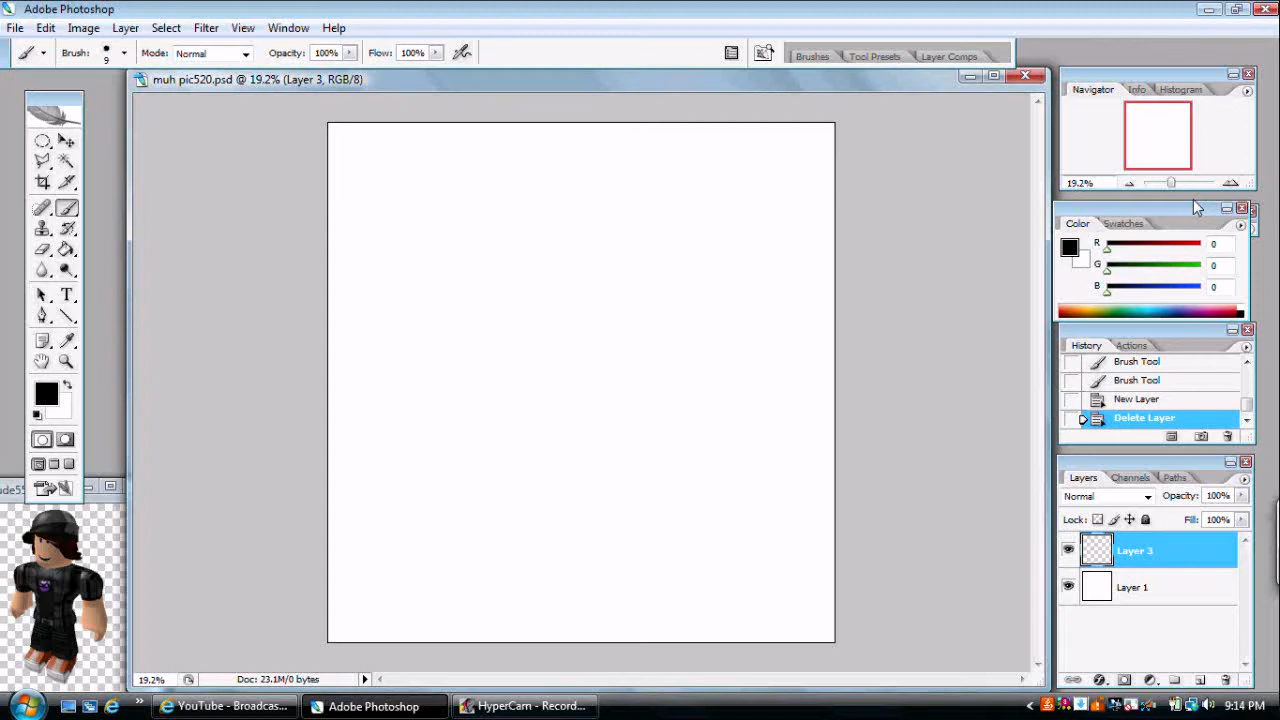 Adobe Photoshop
File Edit Image Layer Select Filter View Window Help
Brush: 9 Mode: Normal Opacity: 100% Flow: 100% Brushes Tool Presets Layer Comps
muh pic520.psd @ 19.2% (Layer 3, RGB/8)
Navigator Info Histogram
19.2%
Color Swatches
R 0
G 0
B 0
History Actions
Brush Tool
Brush Tool
New Layer
Delete Layer
Layers Channels Paths
Normal Opacity: 100%
Lock: Fill: 100%
Layer 3
Layer 1
19.2% Doc: 23.1M/0 bytes
YouTube - Broadcas... Adobe Photoshop HyperCam - Record... 9:14 PM